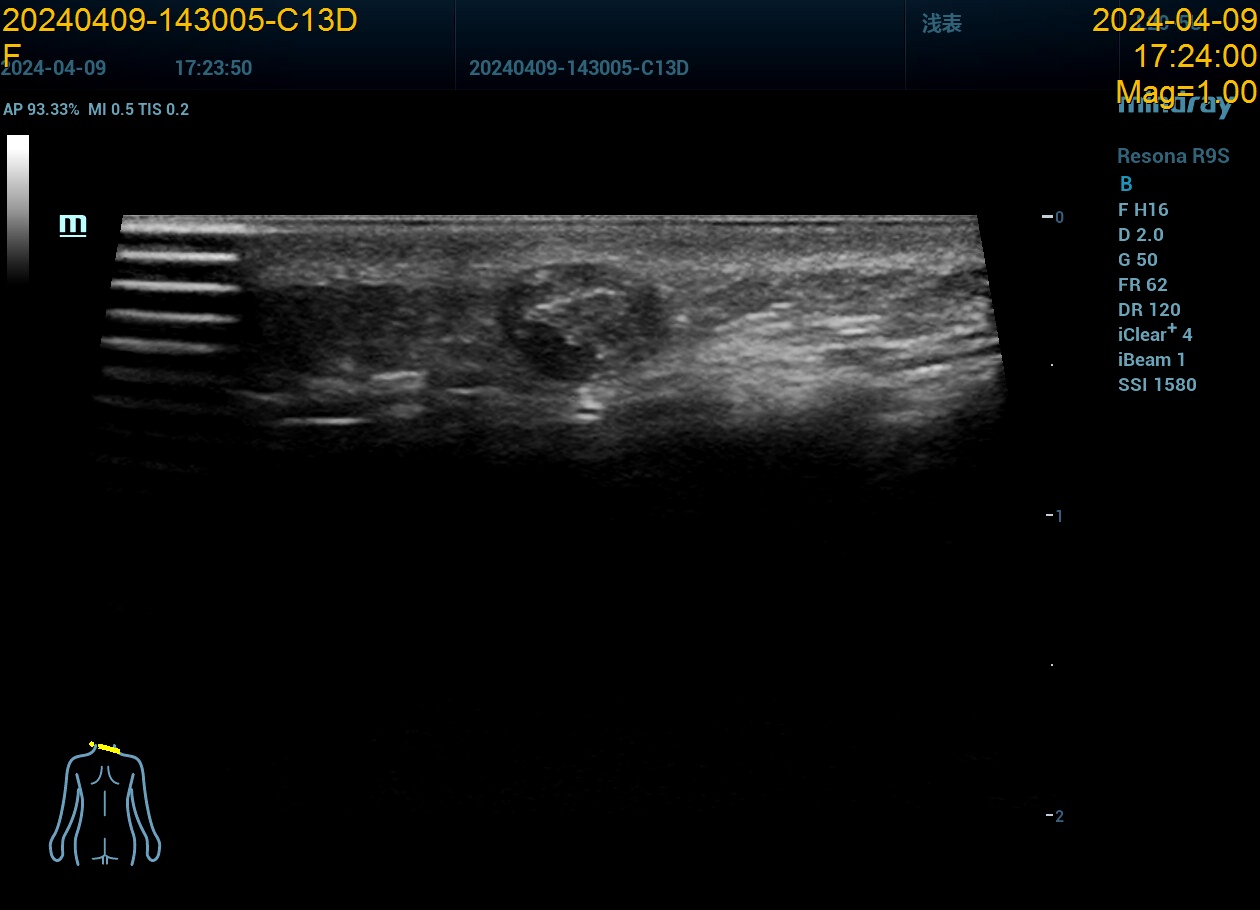 20240409-143005-C13D
F
2024-04-09
17:24:00
Mag=1.00
2024-04-09 17:23:50 20240409-143005-C13D
浅表
mindray
AP 93.33% MI 0.5 TIS 0.2
Resona R9S
B
F H16
D 2.0
G 50
FR 62
DR 120
iClear+ 4
iBeam 1
SSI 1580
m
0
1
2